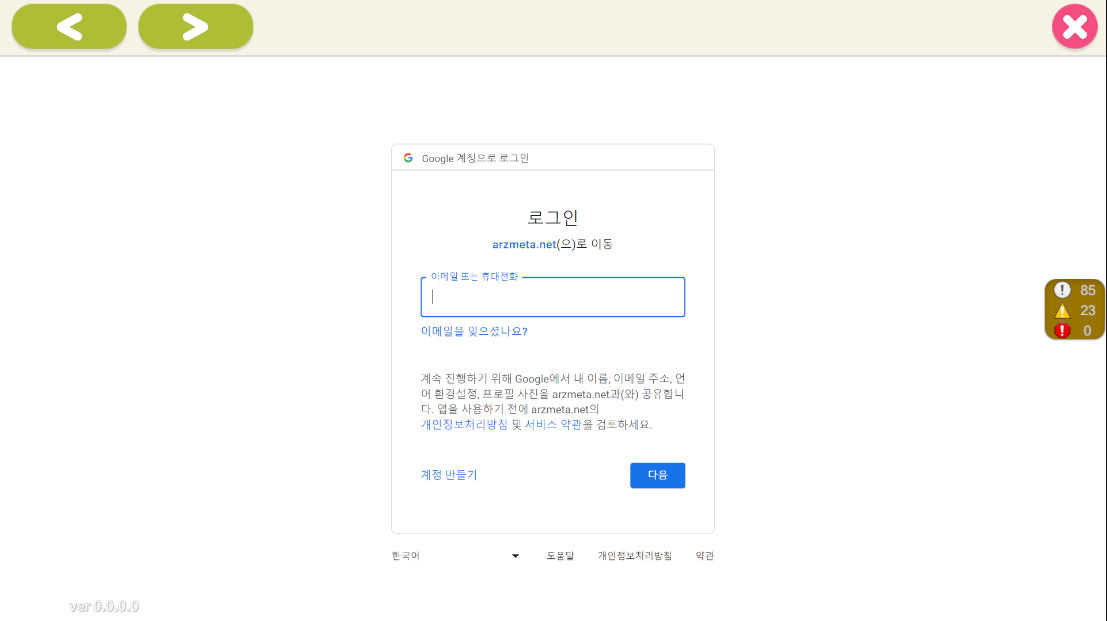 Google 계정으로 로그인
로그인
arzmeta.net(으)로 이동
이메일 또는 휴대전화
이메일을 잊으셨나요?
계속 진행하기 위해 Google에서 내 이름, 이메일 주소, 언
어 환경설정, 프로필 사진을 arzmeta.net과(와) 공유합니
다. 앱을 사용하기 전에 arzmeta.net의
개인정보처리방침 및 서비스 약관을 검토하세요.
계정 만들기
다음
한국어
도움말
개인정보처리방침
약관
85
23
0
ver 0.0.0.0